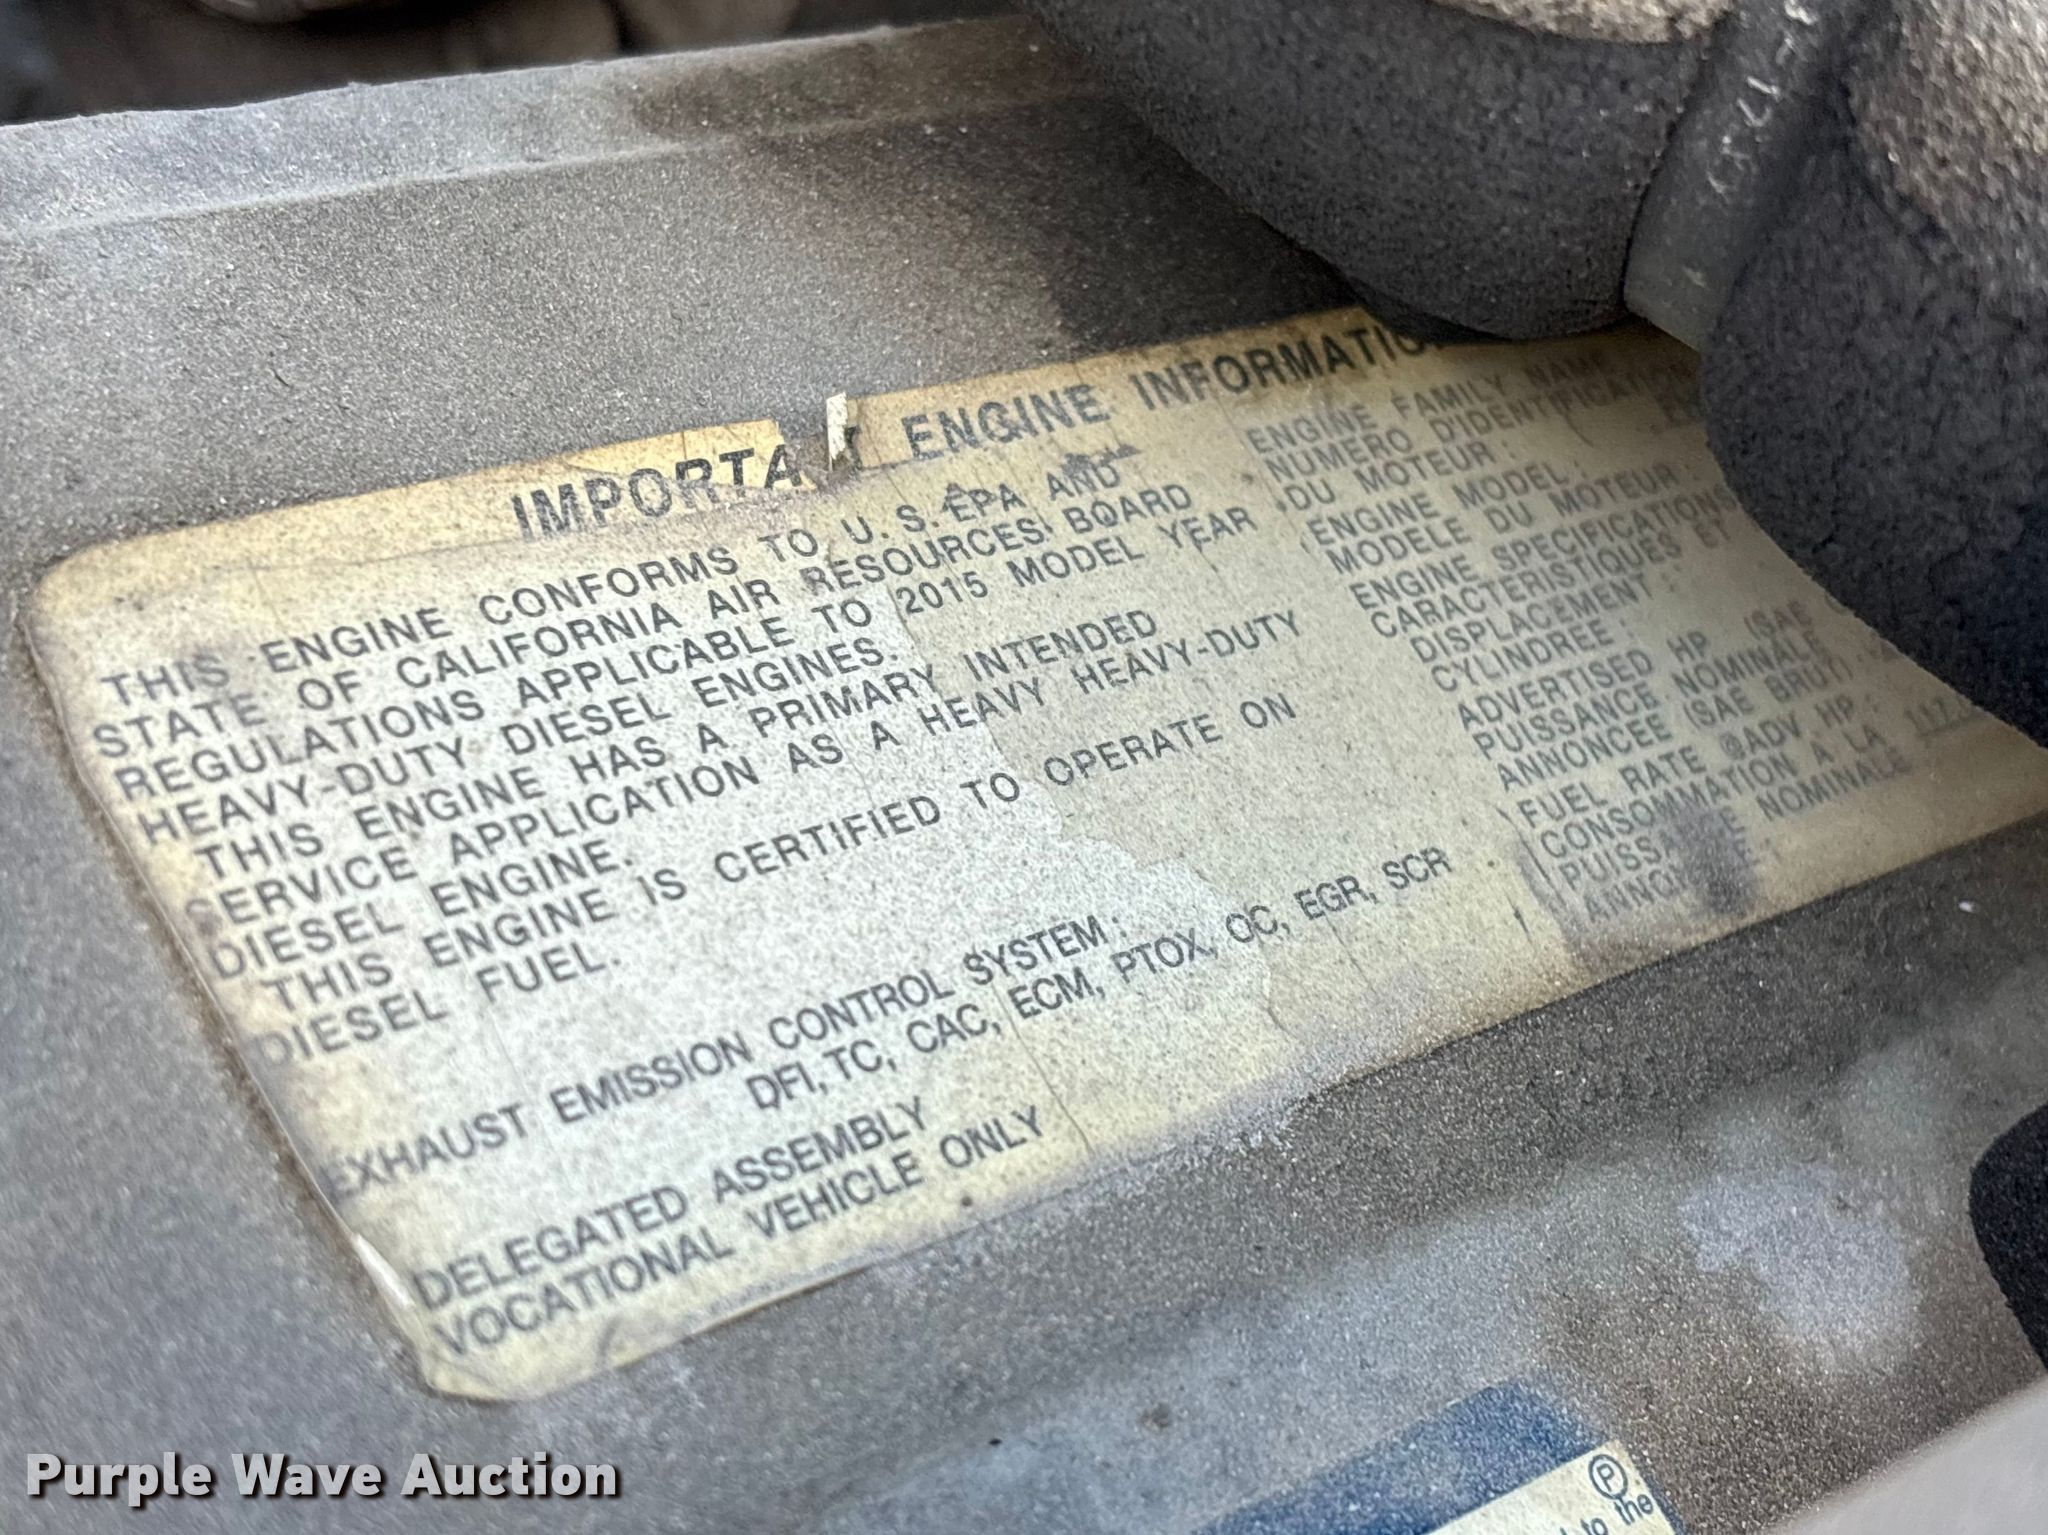 IMPORTA ENGINE INFORMATIO
THIS ENGINE CONFORMS TO U.S. EPA AND
STATE OF CALIFORNIA AIR RESOURCES BOARD
REGULATIONS APPLICABLE TO 2015 MODEL YEAR
HEAVY-DUTY DIESEL ENGINES.
THIS ENGINE HAS A PRIMARY INTENDED
SERVICE APPLICATION AS A HEAVY HEAVY-DUTY
DIESEL ENGINE.
THIS ENGINE IS CERTIFIED TO OPERATE ON
DIESEL FUEL.
EXHAUST EMISSION CONTROL SYSTEM:
DFI, TC, CAC, ECM, PTOX, OC, EGR, SCR
DELEGATED ASSEMBLY
VOCATIONAL VEHICLE ONLY
ENGINE FAMILY NAME
NUMERO D'IDENTIFICATIO
DU MOTEUR :
ENGINE MODEL:
MODELE DU MOTEUR :
ENGINE SPECIFICATIONS
CARACTERISTIQUES ET
DISPLACEMENT :
CYLINDREE :
ADVERTISED HP (SAE
PUISSANCE NOMINALE
ANNONCEE (SAE BRUT) :
FUEL RATE @ADV. HP :
CONSOMMATION A LA
PUISSANCE NOMINALE
to the
Purple Wave Auction